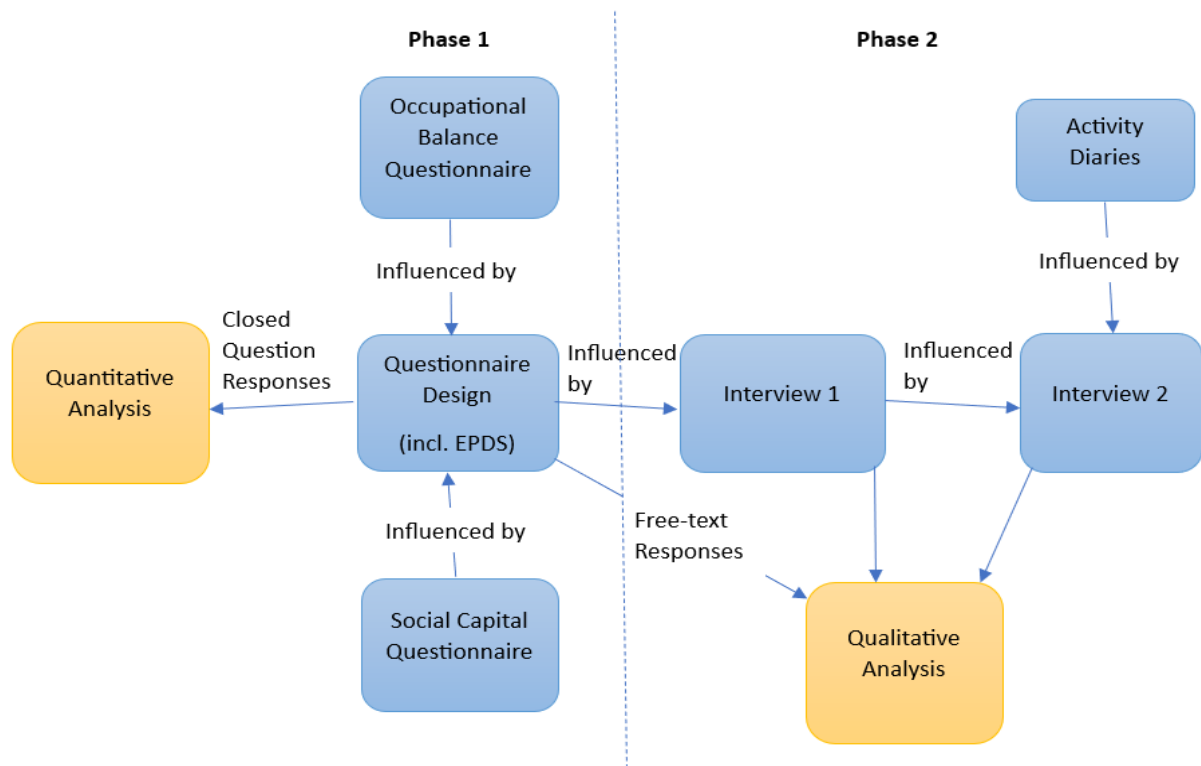 Phase 1
Phase 2
Occupational
Balance
Questionnaire
Activity
Diaries
Influenced by
Influenced by
Closed
Question
Responses
Quantitative
Analysis
Questionnaire
Design
(incl. EPDS)
Influenced
by
Interview 1
Influenced
by
Interview 2
Influenced by
Free-text
Responses
Social Capital
Questionnaire
Qualitative
Analysis